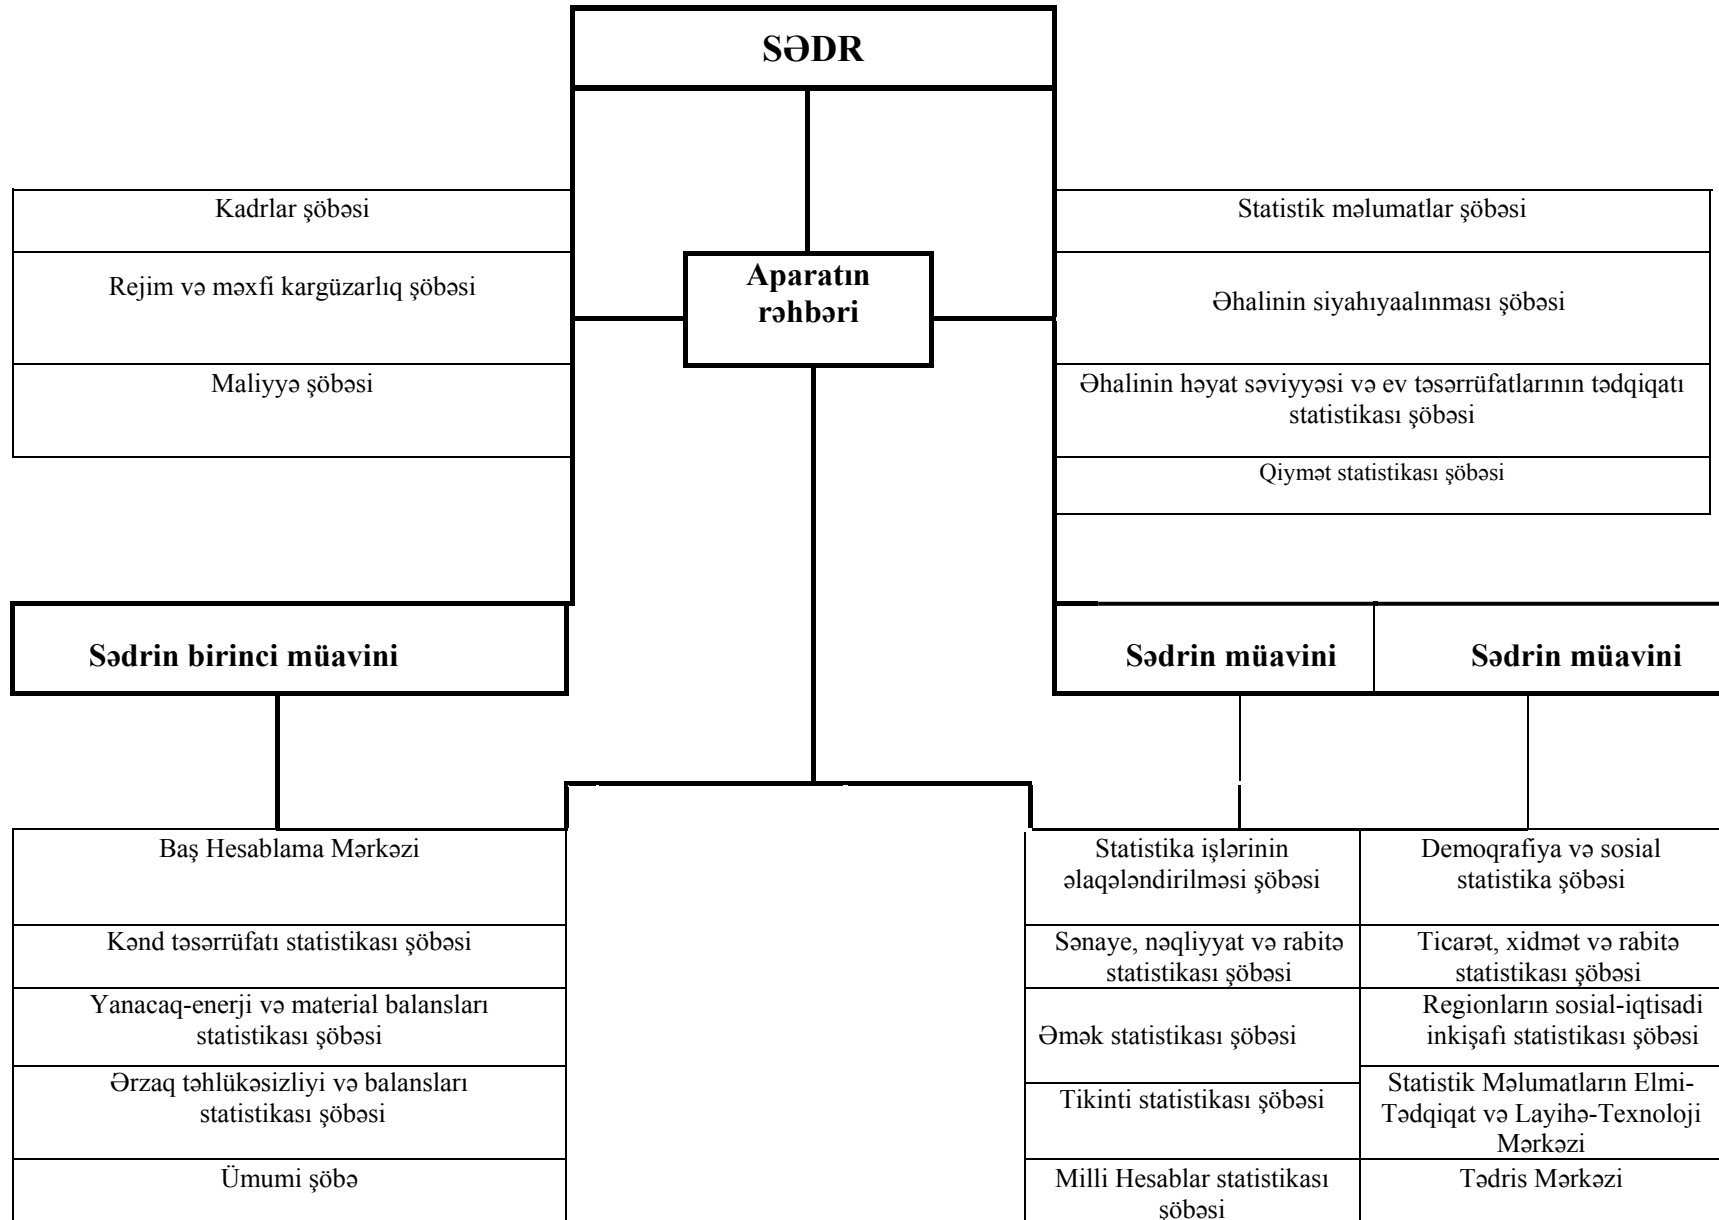 SƏDR
Kadrlar şöbəsi
Rejim və məxfi kargüzarlıq şöbəsi
Maliyyə şöbəsi
Aparatın
rəhbəri
Statistik məlumatlar şöbəsi
Əhalinin siyahıyaalınması şöbəsi
Əhalinin həyat səviyyəsi və ev təsərrüfatlarının tədqiqatı
statistikası şöbəsi
Qiymət statistikası şöbəsi
Sədrin birinci müavini
Sədrin müavini
Sədrin müavini
Baş Hesablama Mərkəzi
Kənd təsərrüfatı statistikası şöbəsi
Yanacaq-enerji və material balansları
statistikası şöbəsi
Ərzaq təhlükəsizliyi və balansları
statistikası şöbəsi
Ümumi şöbə
Statistika işlərinin
əlaqələndirilməsi şöbəsi
Sənaye, nəqliyyat və rabitə
statistikası şöbəsi
Əmək statistikası şöbəsi
Tikinti statistikası şöbəsi
Milli Hesablar statistikası
şöbəsi
Demoqrafiya və sosial
statistika şöbəsi
Ticarət, xidmət və rabitə
statistikası şöbəsi
Regionların sosial-iqtisadi
inkişafı statistikası şöbəsi
Statistik Məlumatların Elmi-
Tədqiqat və Layihə-Texnoloji
Mərkəzi
Tədris Mərkəzi